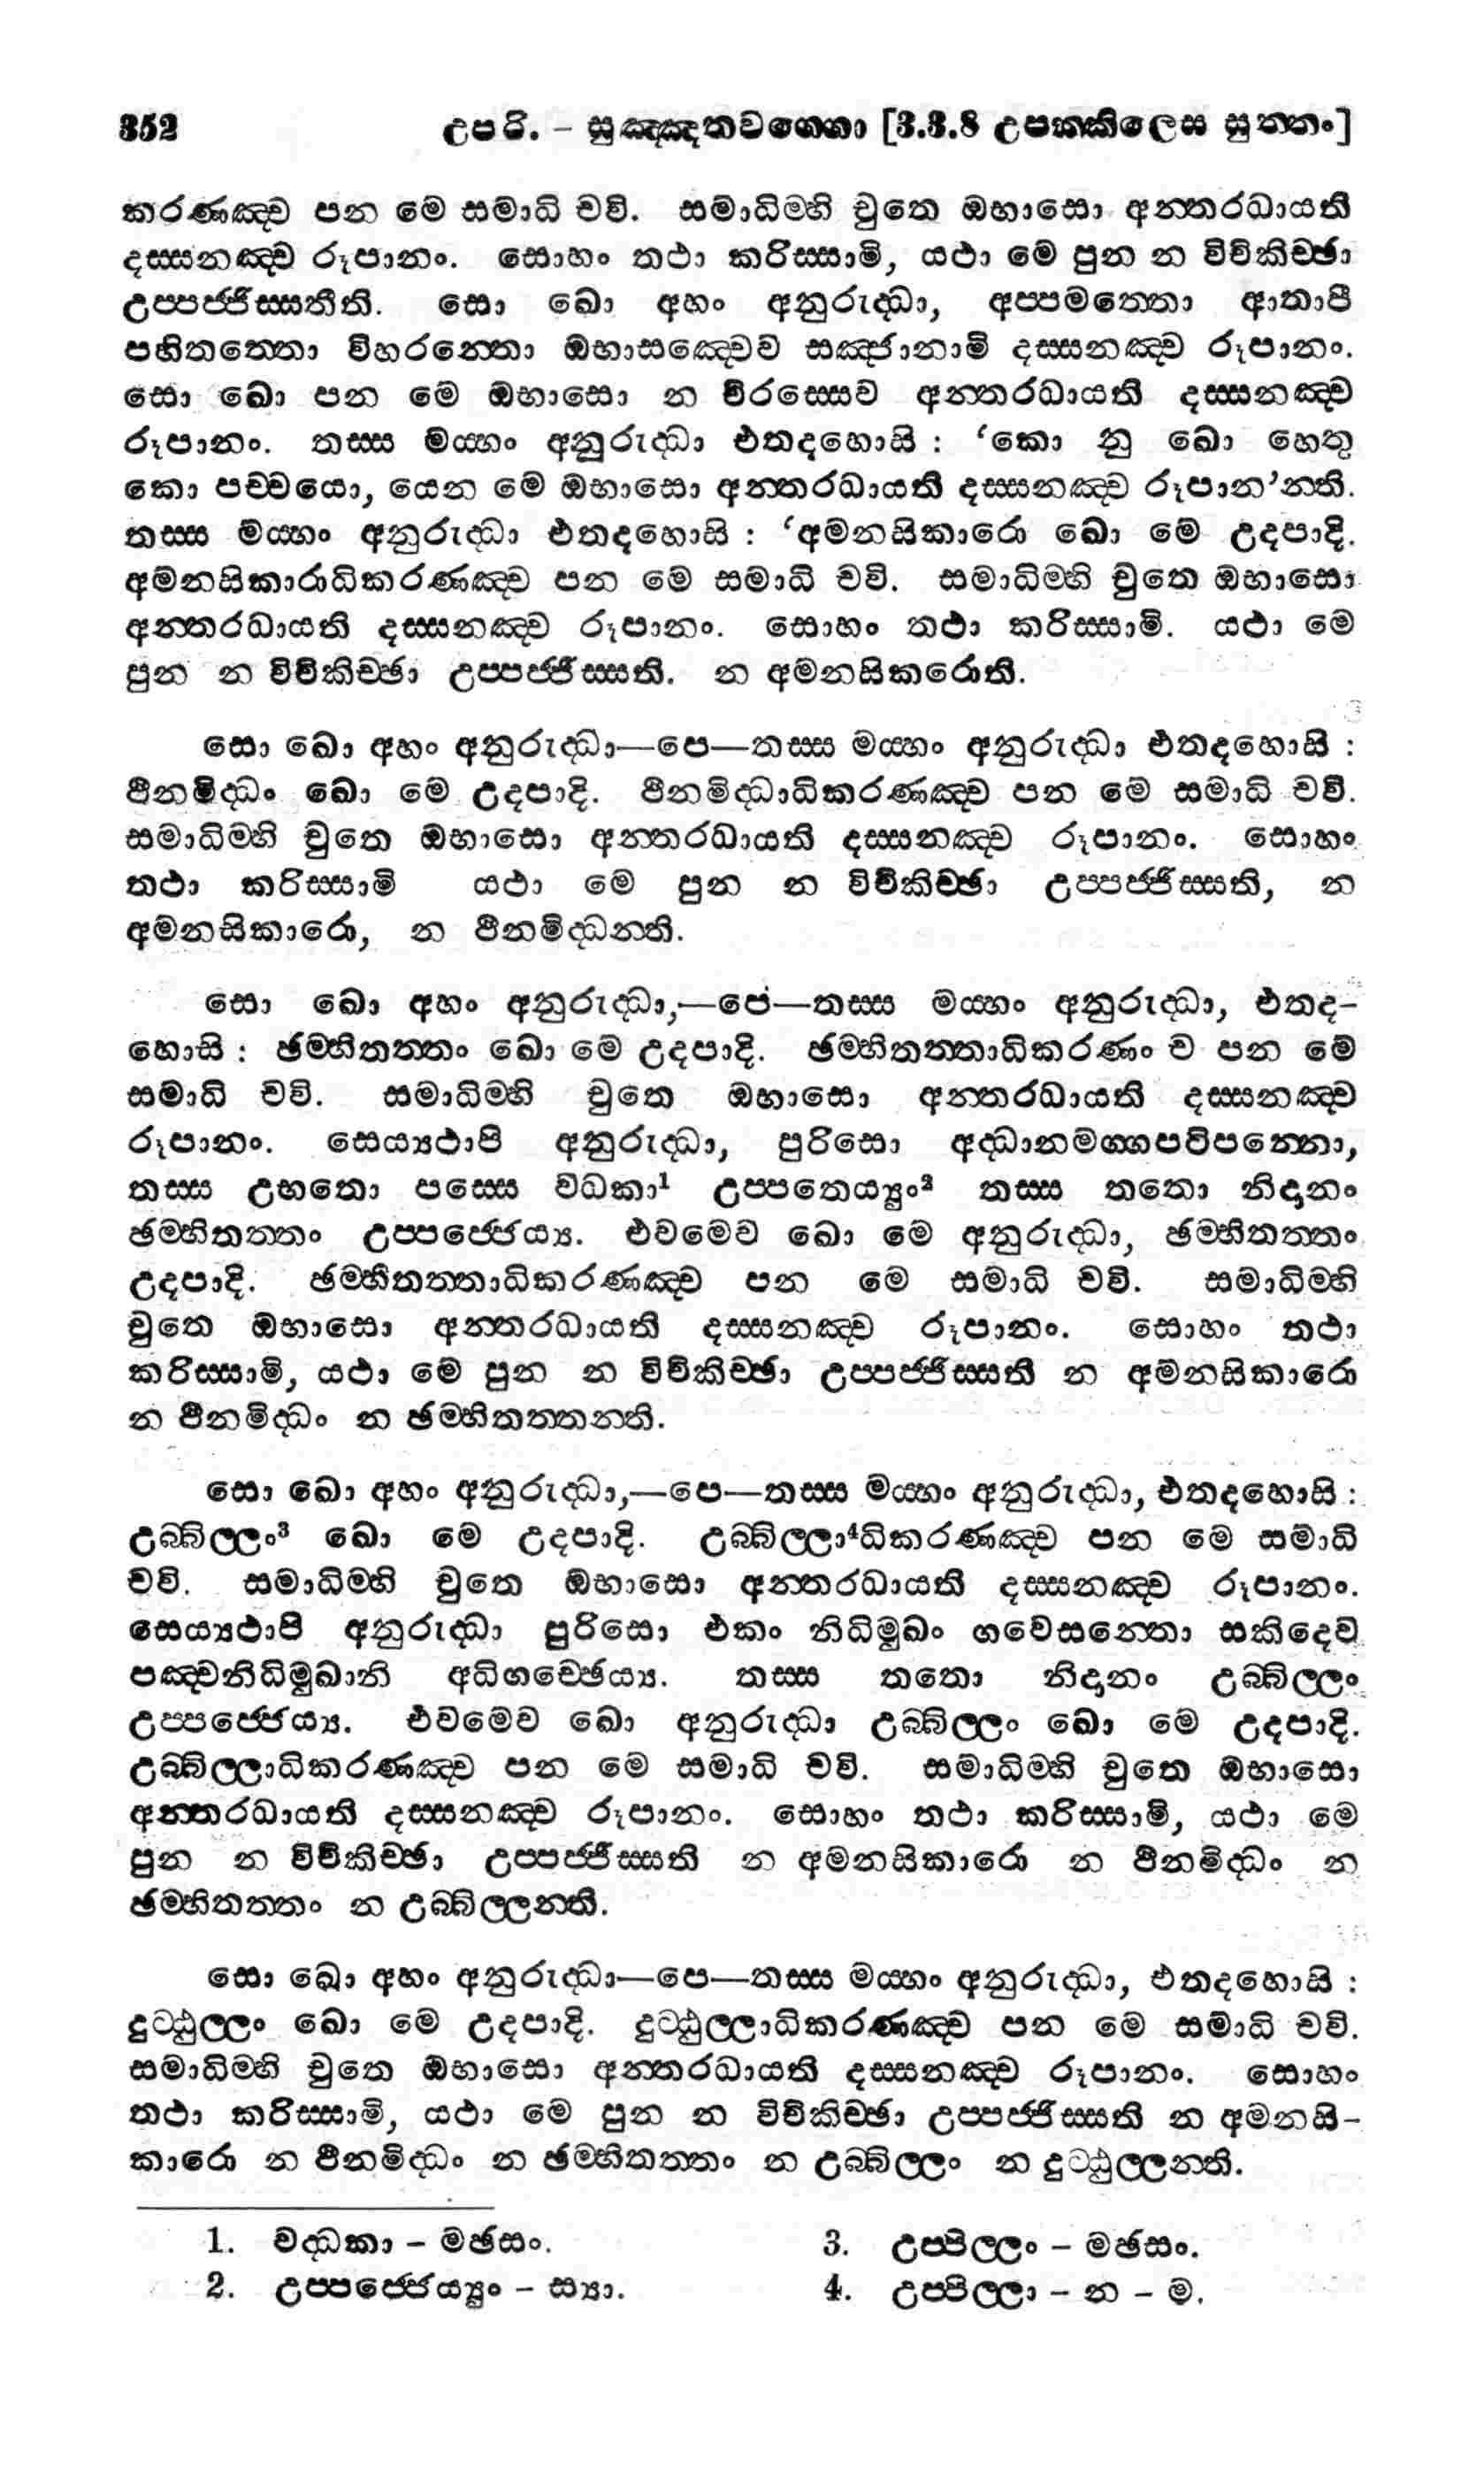 352 උපරි. – සුඤ්ඤතවග්ගො [3.3.8 උපක්කිලෙස සුත්තං]
කරණඤ්ච පන මෙ සමාධි චවි. සමාධිම්හි චුතෙ ඔභාසො අන්තරධායති
දස්සනඤ්ච රූපානං. සොහං තථා කරිස්සාමි, යථා මෙ පුන න විචිකිච්ඡා
උප්පජ්ජිස්සතීති. සො ඛො අහං අනුරුද්ධා, අප්පමත්තො ආතාපී
පහිතත්තො විහරන්තො ඔභාසඤ්චෙව සඤ්ජානාමි දස්සනඤ්ච රූපානං.
සො ඛො පන මෙ ඔභාසො න චිරස්සෙව අන්තරධායති දස්සනඤ්ච
රූපානං. තස්ස මය්හං අනුරුද්ධා එතදහොසි : ‘කො නු ඛො හෙතු
කො පච්චයො, යෙන මෙ ඔභාසො අන්තරධායති දස්සනඤ්ච රූපාන’න්ති.
තස්ස මය්හං අනුරුද්ධා එතදහොසි : ‘අමනසිකාරො ඛො මෙ උදපාදි.
අමනසිකාරාධිකරණඤ්ච පන මෙ සමාධි චවි. සමාධිම්හි චුතෙ ඔභාසො
අන්තරධායති දස්සනඤ්ච රූපානං. සොහං තථා කරිස්සාමි. යථා මෙ
පුන න විචිකිච්ඡා උප්පජ්ජිස්සති. න අමනසිකරොති.
සො ඛො අහං අනුරුද්ධා—පෙ—තස්ස මය්හං අනුරුද්ධා එතදහොසි :
ථීනමිද්ධං ඛො මෙ උදපාදි. ථීනමිද්ධාධිකරණඤ්ච පන මෙ සමාධි චවි.
සමාධිම්හි චුතෙ ඔභාසො අන්තරධායති දස්සනඤ්ච රූපානං. සොහං
තථා කරිස්සාමි යථා මෙ පුන න විචිකිච්ඡා උප්පජ්ජිස්සති, න
අමනසිකාරො, න ථීනමිද්ධන්ති.
සො ඛො අහං අනුරුද්ධා,—පෙ—තස්ස මය්හං අනුරුද්ධා, එතද-
හොසි : ඡම්භිතත්තං ඛො මෙ උදපාදි. ඡම්භිතත්තාධිකරණං ච පන මෙ
සමාධි චවි. සමාධිම්හි චුතෙ ඔභාසො අන්තරධායති දස්සනඤ්ච
රූපානං. සෙය්‍යථාපි අනුරුද්ධා, පුරිසො අද්ධානමග්ගපටිපන්නො,
තස්ස උභතො පස්සෙ වධකා¹ උප්පතෙය්‍යුං² තස්ස තතො නිදානං
ඡම්භිතත්තං උප්පජ්ජෙය්‍ය. එවමෙව ඛො මෙ අනුරුද්ධා, ඡම්භිතත්තං
උදපාදි. ඡම්භිතත්තාධිකරණඤ්ච පන මෙ සමාධි චවි. සමාධිම්හි
චුතෙ ඔභාසො අන්තරධායති දස්සනඤ්ච රූපානං. සොහං තථා
කරිස්සාමි, යථා මෙ පුන න විචිකිච්ඡා උප්පජ්ජිස්සති න අමනසිකාරො
න ථීනමිද්ධං න ඡම්භිතත්තන්ති.
සො ඛො අහං අනුරුද්ධා,—පෙ—තස්ස මය්හං අනුරුද්ධා, එතදහොසි :
උබ්බිල්ලං³ ඛො මෙ උදපාදි. උබ්බිල්ලා⁴ධිකරණඤ්ච පන මෙ සමාධි
චවි. සමාධිම්හි චුතෙ ඔභාසො අන්තරධායති දස්සනඤ්ච රූපානං.
සෙය්‍යථාපි අනුරුද්ධා පුරිසො එකං නිධිමුඛං ගවෙසන්තො සකිදෙව
පඤ්චනිධිමුඛානි අධිගච්ඡෙය්‍ය. තස්ස තතො නිදානං උබ්බිල්ලං
උප්පජ්ජෙය්‍ය. එවමෙව ඛො අනුරුද්ධා උබ්බිල්ලං ඛො මෙ උදපාදි.
උබ්බිල්ලාධිකරණඤ්ච පන මෙ සමාධි චවි. සමාධිම්හි චුතෙ ඔභාසො
අන්තරධායති දස්සනඤ්ච රූපානං. සොහං තථා කරිස්සාමි, යථා මෙ
පුන න විචිකිච්ඡා උප්පජ්ජිස්සති න අමනසිකාරො න ථීනමිද්ධං න
ඡම්භිතත්තං න උබ්බිල්ලන්ති.
සො ඛො අහං අනුරුද්ධා—පෙ—තස්ස මය්හං අනුරුද්ධා, එතදහොසි :
දුට්ඨුල්ලං ඛො මෙ උදපාදි. දුට්ඨුල්ලාධිකරණඤ්ච පන මෙ සමාධි චවි.
සමාධිම්හි චුතෙ ඔභාසො අන්තරධායති දස්සනඤ්ච රූපානං. සොහං
තථා කරිස්සාමි, යථා මෙ පුන න විචිකිච්ඡා උප්පජ්ජිස්සති න අමනසි-
කාරො න ථීනමිද්ධං න ඡම්භිතත්තං න උබ්බිල්ලං න දුට්ඨුල්ලන්ති.
1. වද්ධකා – මඡසං.
2. උප්පජ්ජෙය්‍යුං – ස්‍යා.
3. උප්පිල්ලං – මඡසං.
4. උප්පිල්ලා – න – ම.